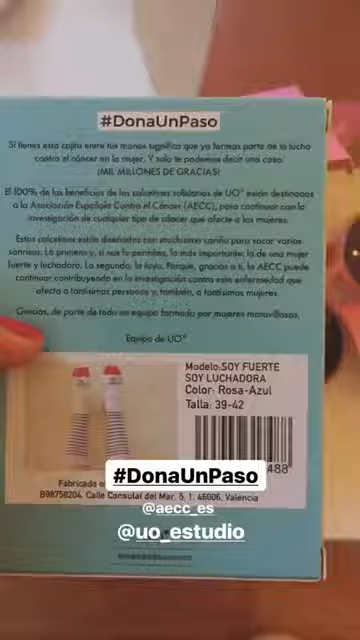 #DonaUnPaso
Si tienes esta cajita entre tus manos significa que ya formas parte de la lucha
contra el cáncer en la mujer. Y solo te podemos decir una cosa:
¡MIL MILLONES DE GRACIAS!
El 100% de los beneficios de los calcetines solidarios de UO® están destinados
a la Asociación Española Contra el Cáncer (AECC), para continuar con la
investigación de cualquier tipo de cáncer que afecte a las mujeres.
Estos calcetines están diseñados con muchísimo cariño para sacar varias
sonrisas. La primera y, si nos lo permites, la más importante: la de una mujer
fuerte y luchadora. La segunda, la tuya. Porque, gracias a ti, la AECC puede
continuar contribuyendo en la investigación contra esta enfermedad que
afecta a tantísimas personas y, también, a tantísimas mujeres.
Gracias, de parte de todo un equipo formado por mujeres maravillosas,
Equipo de UO®
Modelo: SOY FUERTE
SOY LUCHADORA
Color: Rosa-Azul
Talla: 39-42
488
#DonaUnPaso
Fabricado
B98758204. Calle Consulat del Mar, 5, 1. 46006, Valencia
@aecc_es
@uo_estudio